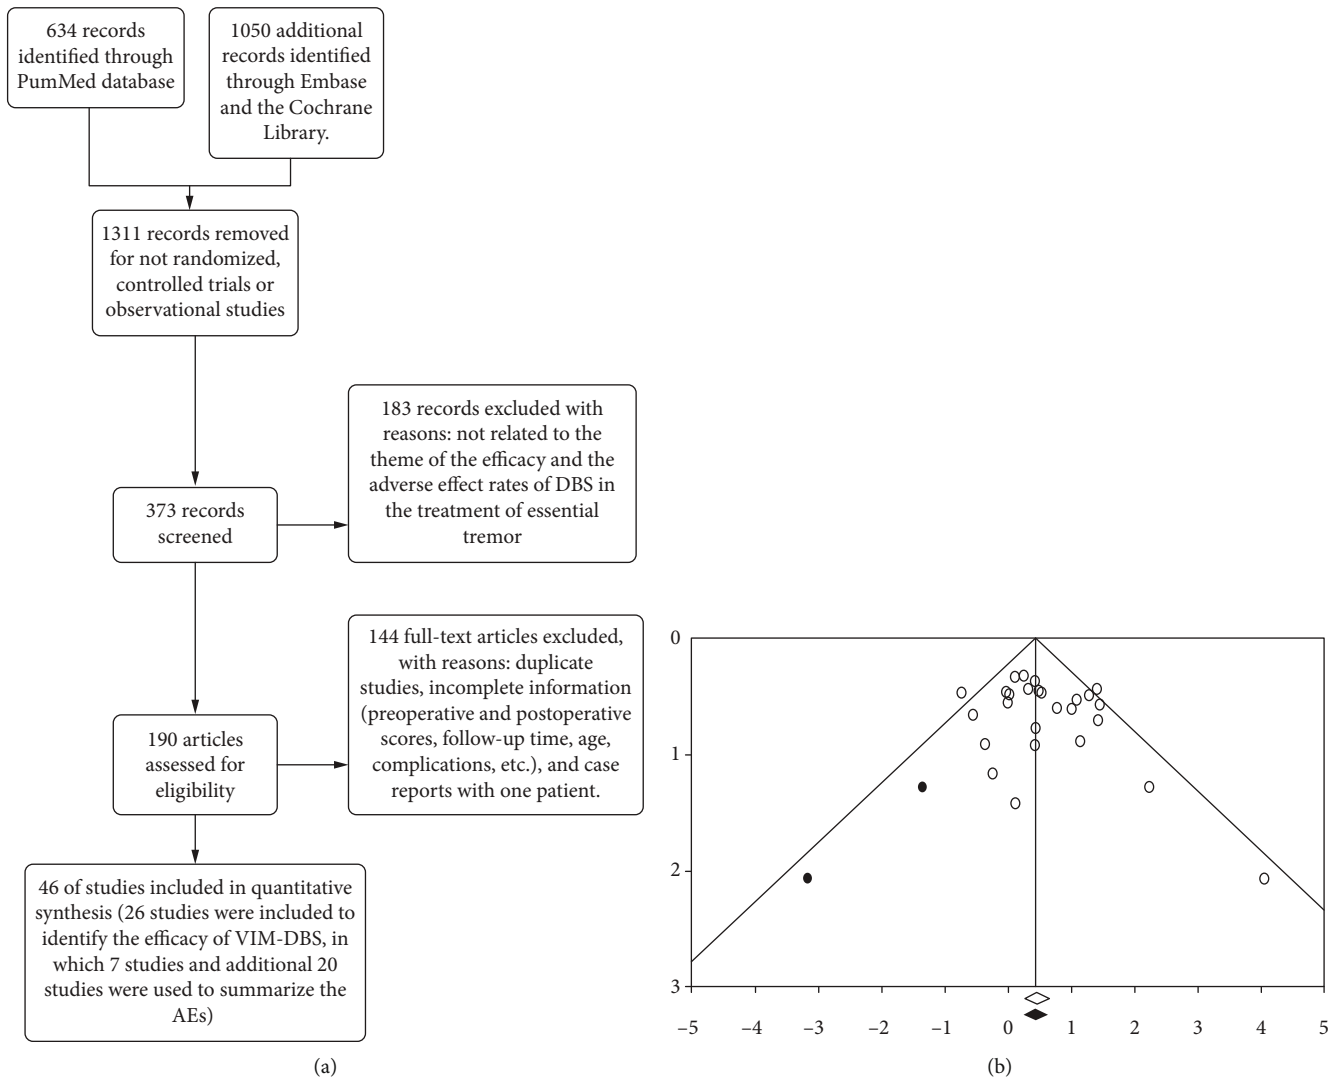 634 records
identified through
PumMed database
1050 additional
records identified
through Embase
and the Cochrane
Library.
1311 records removed
for not randomized,
controlled trials or
observational studies
183 records excluded with
reasons: not related to the
theme of the efficacy and the
adverse effect rates of DBS in
the treatment of essential
tremor
373 records
screened
144 full-text articles excluded,
with reasons: duplicate
studies, incomplete information
(preoperative and postoperative
scores, follow-up time, age,
complications, etc.), and case
reports with one patient.
190 articles
assessed for
eligibility
46 of studies included in quantitative
synthesis (26 studies were included to
identify the efficacy of VIM-DBS, in
which 7 studies and additional 20
studies were used to summarize the
AEs)
(a)
0
1
2
3
–5 –4 –3 –2 –1 0 1 2 3 4 5
(b)